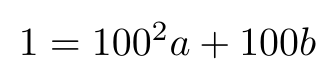 1 = 100²a + 100b